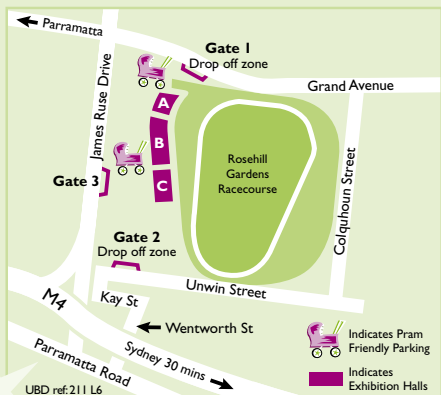 Parramatta
Gate 1
Drop off zone
Grand Avenue
James Ruse Drive
A
B
C
Rosehill
Gardens
Racecourse
Colquhoun Street
Gate 3
Gate 2
Drop off zone
Unwin Street
Kay St
M4
Wentworth St
Sydney 30 mins
Parramatta Road
UBD ref: 211 L6
Indicates Pram
Friendly Parking
Indicates
Exhibition Halls